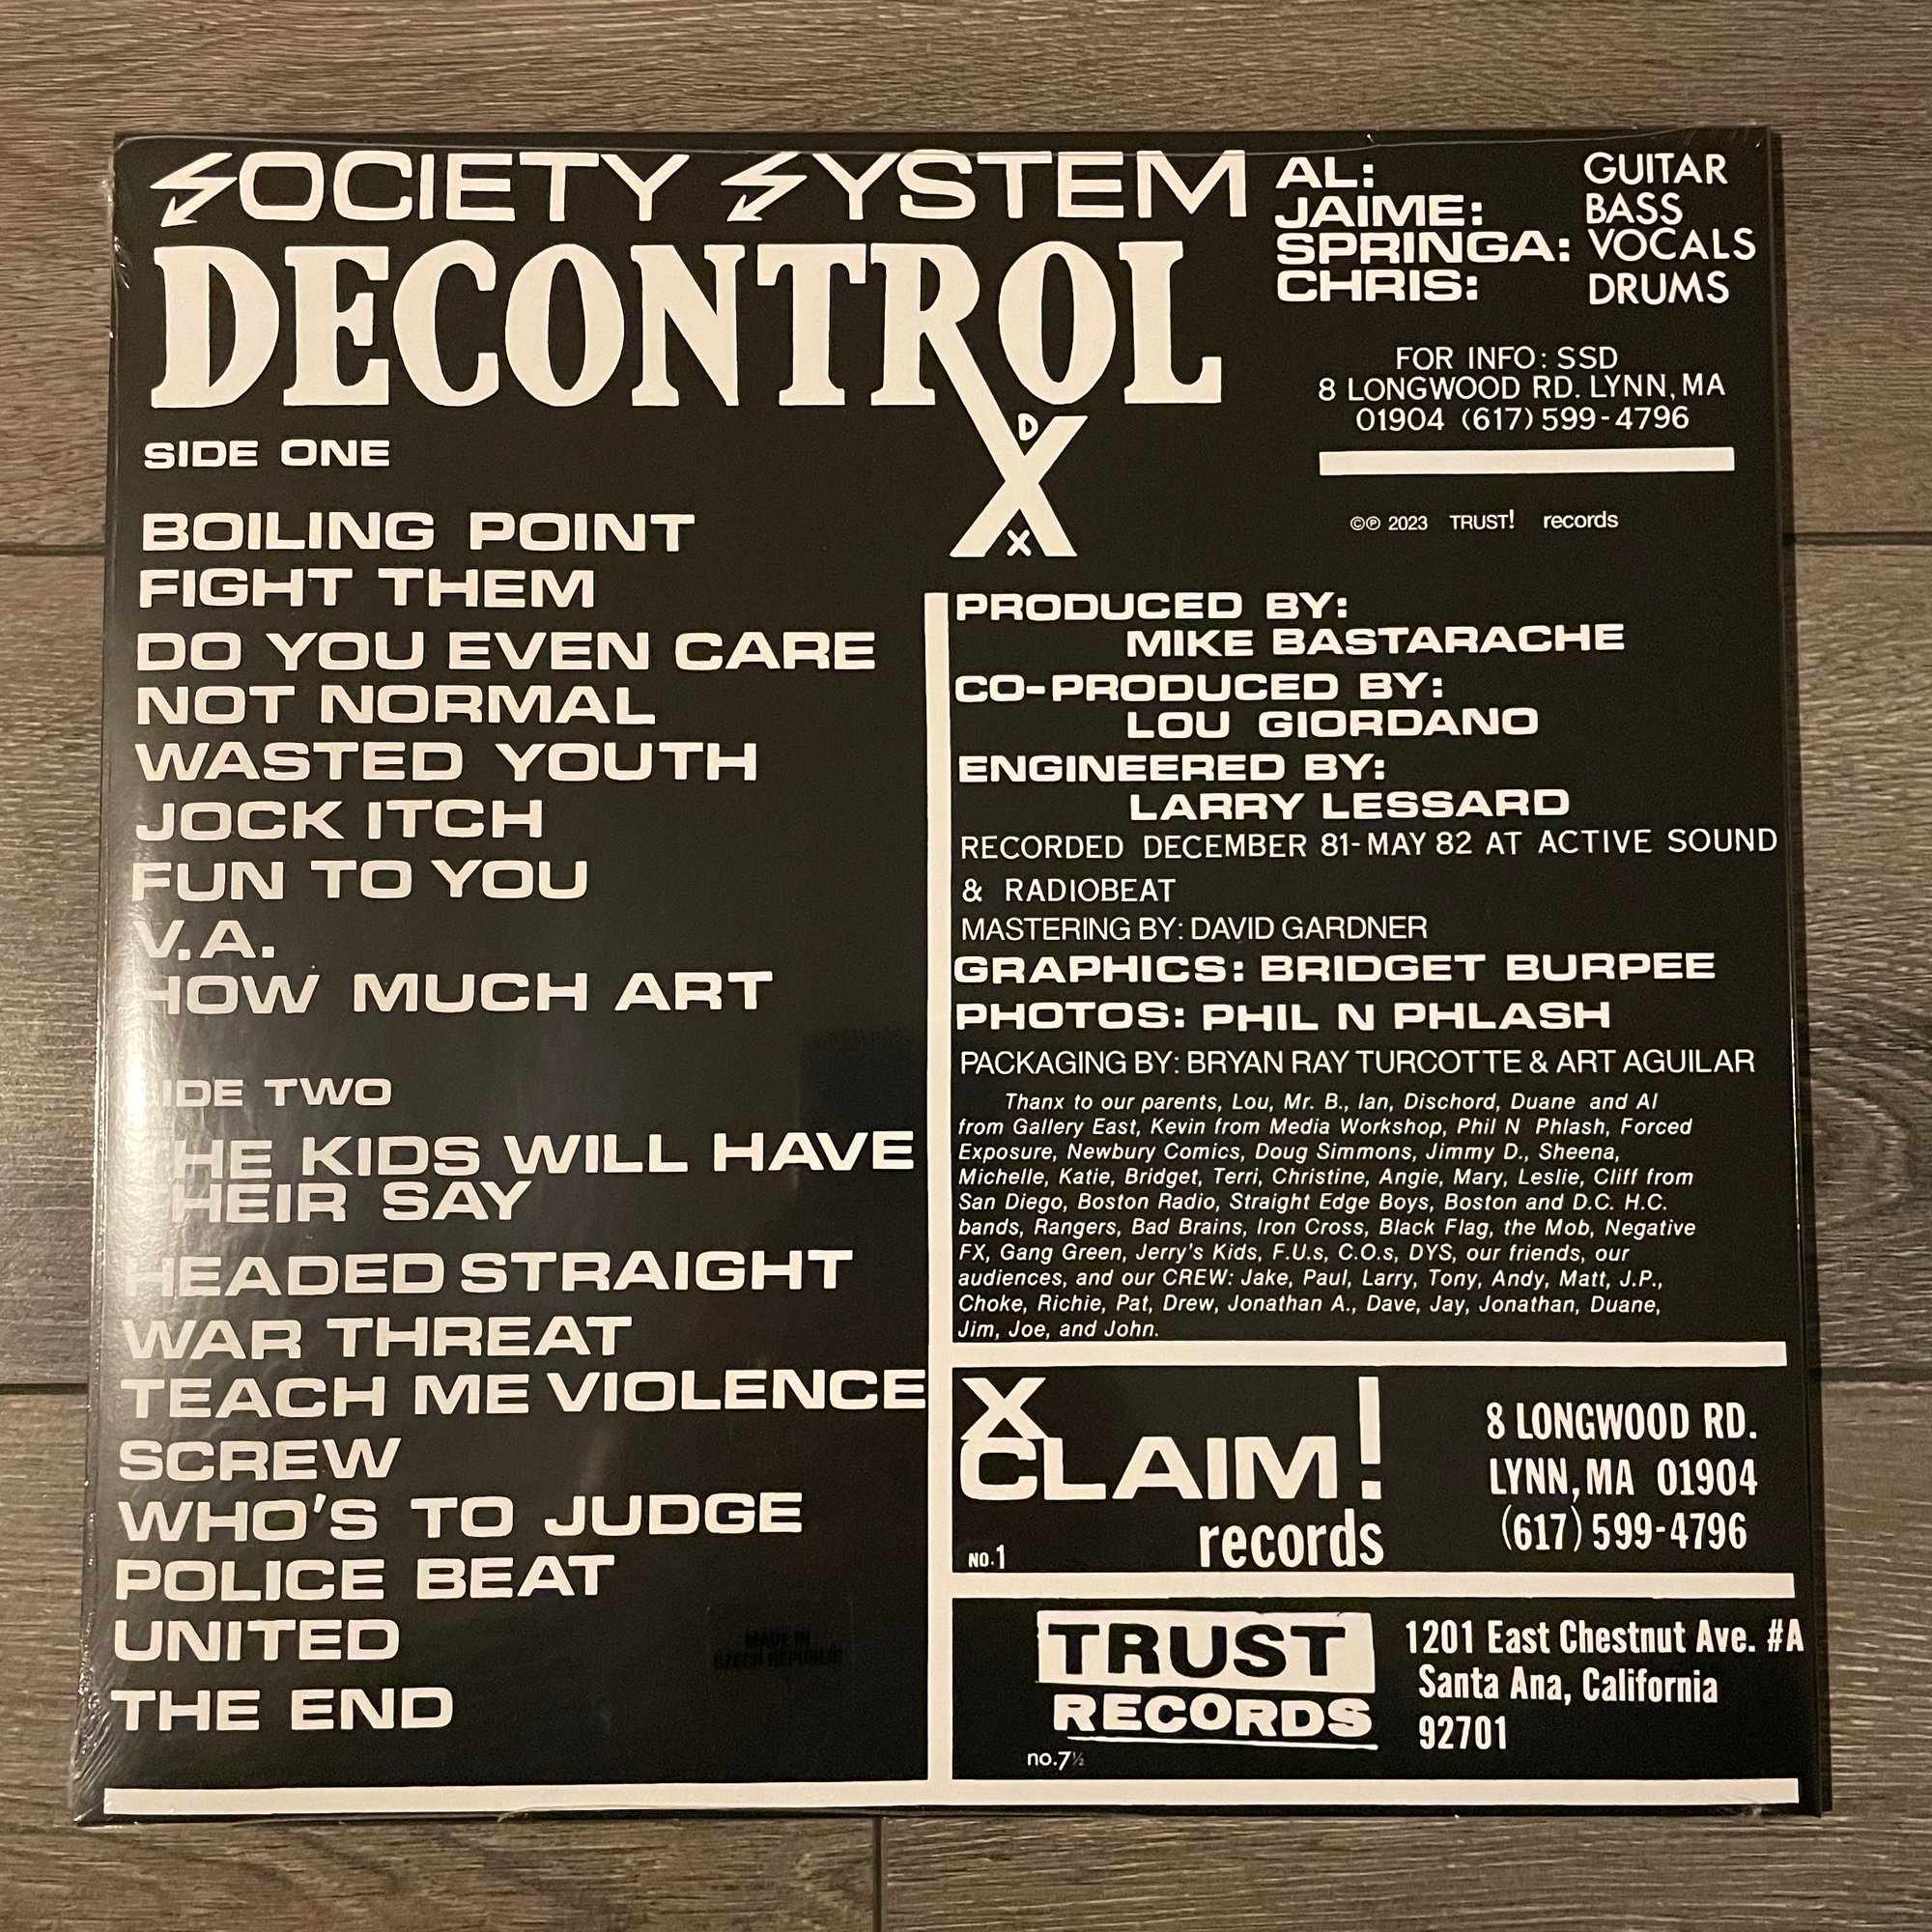 SOCIETY SYSTEM
DECONTROL
D
X
X
AL: GUITAR
JAIME: BASS
SPRINGA: VOCALS
CHRIS: DRUMS
FOR INFO: SSD
8 LONGWOOD RD. LYNN, MA
01904 (617) 599-4796
©℗ 2023 TRUST! records
SIDE ONE
BOILING POINT
FIGHT THEM
DO YOU EVEN CARE
NOT NORMAL
WASTED YOUTH
JOCK ITCH
FUN TO YOU
V.A.
HOW MUCH ART
SIDE TWO
THE KIDS WILL HAVE
THEIR SAY
HEADED STRAIGHT
WAR THREAT
TEACH ME VIOLENCE
SCREW
WHO'S TO JUDGE
POLICE BEAT
UNITED
THE END
MADE IN
CZECH REPUBLIC
PRODUCED BY:
MIKE BASTARACHE
CO-PRODUCED BY:
LOU GIORDANO
ENGINEERED BY:
LARRY LESSARD
RECORDED DECEMBER 81-MAY 82 AT ACTIVE SOUND
& RADIOBEAT
MASTERING BY: DAVID GARDNER
GRAPHICS: BRIDGET BURPEE
PHOTOS: PHIL N PHLASH
PACKAGING BY: BRYAN RAY TURCOTTE & ART AGUILAR
Thanx to our parents, Lou, Mr. B., Ian, Dischord, Duane and Al
from Gallery East, Kevin from Media Workshop, Phil N Phlash, Forced
Exposure, Newbury Comics, Doug Simmons, Jimmy D., Sheena,
Michelle, Katie, Bridget, Terri, Christine, Angie, Mary, Leslie, Cliff from
San Diego, Boston Radio, Straight Edge Boys, Boston and D.C. H.C.
bands, Rangers, Bad Brains, Iron Cross, Black Flag, the Mob, Negative
FX, Gang Green, Jerry's Kids, F.U.s, C.O.s, DYS, our friends, our
audiences, and our CREW: Jake, Paul, Larry, Tony, Andy, Matt, J.P.,
Choke, Richie, Pat, Drew, Jonathan A., Dave, Jay, Jonathan, Duane,
Jim, Joe, and John.
X CLAIM!
records
NO.1
8 LONGWOOD RD.
LYNN, MA 01904
(617) 599-4796
TRUST
RECORDS
no.7½
1201 East Chestnut Ave. #A
Santa Ana, California
92701